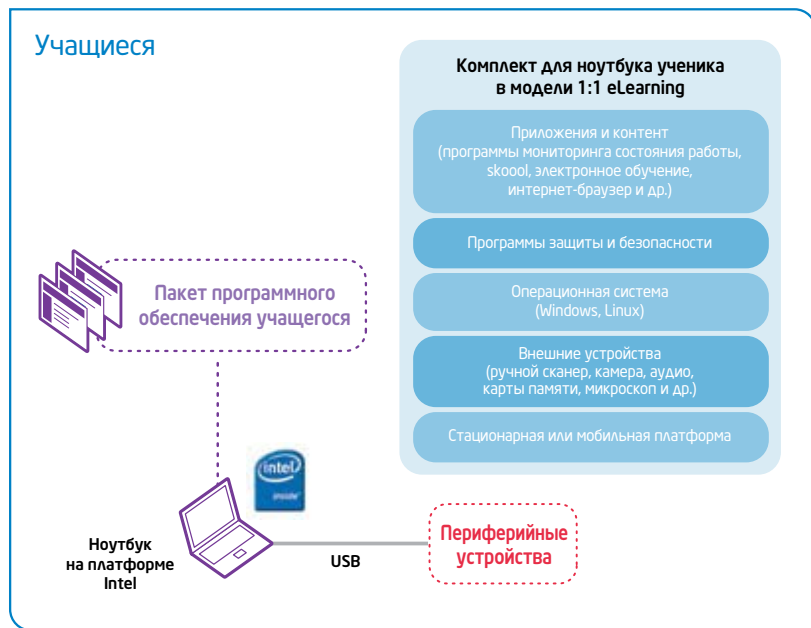 Учащиеся
Комплект для ноутбука ученика
в модели 1:1 eLearning
Приложения и контент
(программы мониторинга состояния работы,
skoool, электронное обучение,
интернет-браузер и др.)
Программы защиты и безопасности
Операционная система
(Windows, Linux)
Внешние устройства
(ручной сканер, камера, аудио,
карты памяти, микроскоп и др.)
Стационарная или мобильная платформа
Пакет программного
обеспечения учащегося
intel
inside
Ноутбук
на платформе
Intel
USB
Периферийные
устройства